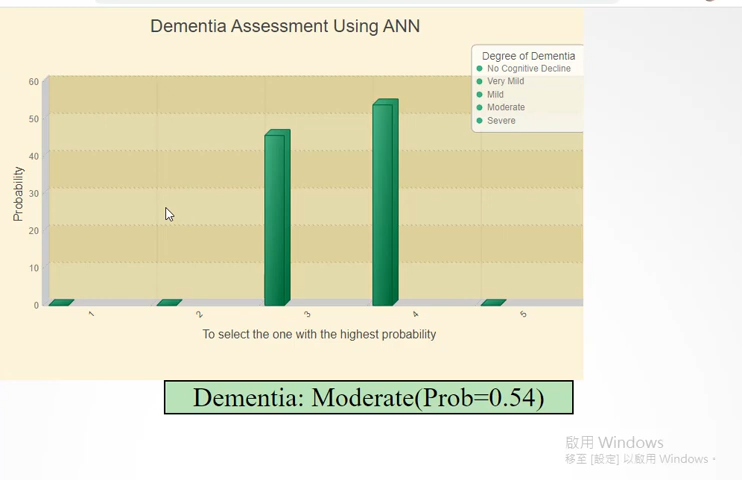 Dementia Assessment Using ANN
Degree of Dementia
No Cognitive Decline
Very Mild
Mild
Moderate
Severe
Probability
60
50
40
30
20
10
0
1
2
3
4
5
To select the one with the highest probability
Dementia: Moderate(Prob=0.54)
啟用 Windows
移至 [設定] 以啟用 Windows。